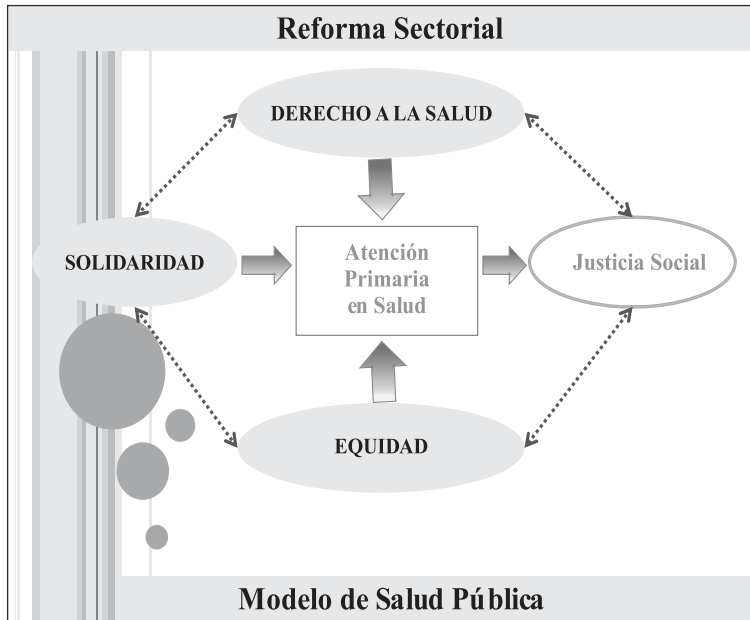 Reforma Sectorial
DERECHO A LA SALUD
SOLIDARIDAD
Atención
Primaria
en Salud
Justicia Social
EQUIDAD
Modelo de Salud Pública